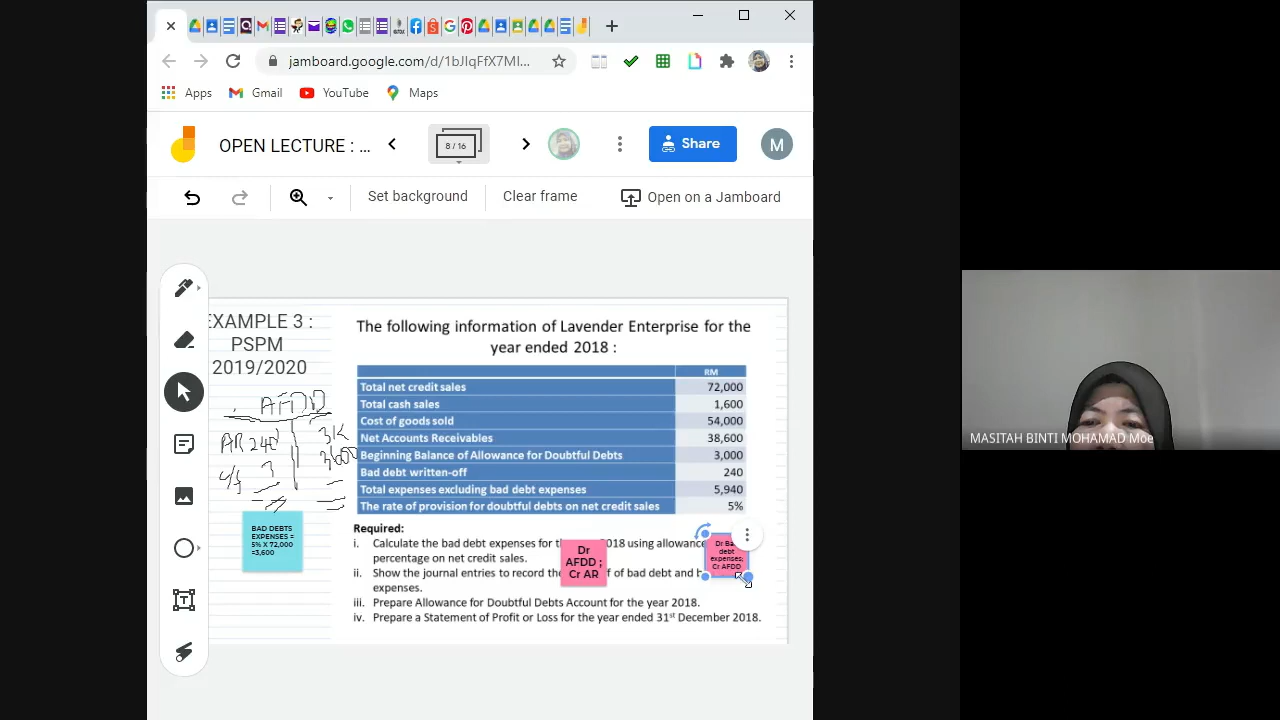 jamboard.google.com/d/1bJIqFfX7MI...
Apps
Gmail
YouTube
Maps
OPEN LECTURE : ...
8 / 16
Share
M
Set background
Clear frame
Open on a Jamboard
EXAMPLE 3 :
PSPM
2019/2020
AFDD
AR 240
3K
3600
c/f
BAD DEBTS
EXPENSES =
5% X 72,000
=3,600
The following information of Lavender Enterprise for the
year ended 2018 :
RM
Total net credit sales 72,000
Total cash sales 1,600
Cost of goods sold 54,000
Net Accounts Receivables 38,600
Beginning Balance of Allowance for Doubtful Debts 3,000
Bad debt written-off 240
Total expenses excluding bad debt expenses 5,940
The rate of provision for doubtful debts on net credit sales 5%
Required:
i. Calculate the bad debt expenses for 2018 using allowance
percentage on net credit sales.
ii. Show the journal entries to record the of bad debt and
expenses.
iii. Prepare Allowance for Doubtful Debts Account for the year 2018.
iv. Prepare a Statement of Profit or Loss for the year ended 31st December 2018.
Dr
AFDD ;
Cr AR
Dr
debt
expenses;
Cr AFDD
MASITAH BINTI MOHAMAD Moe